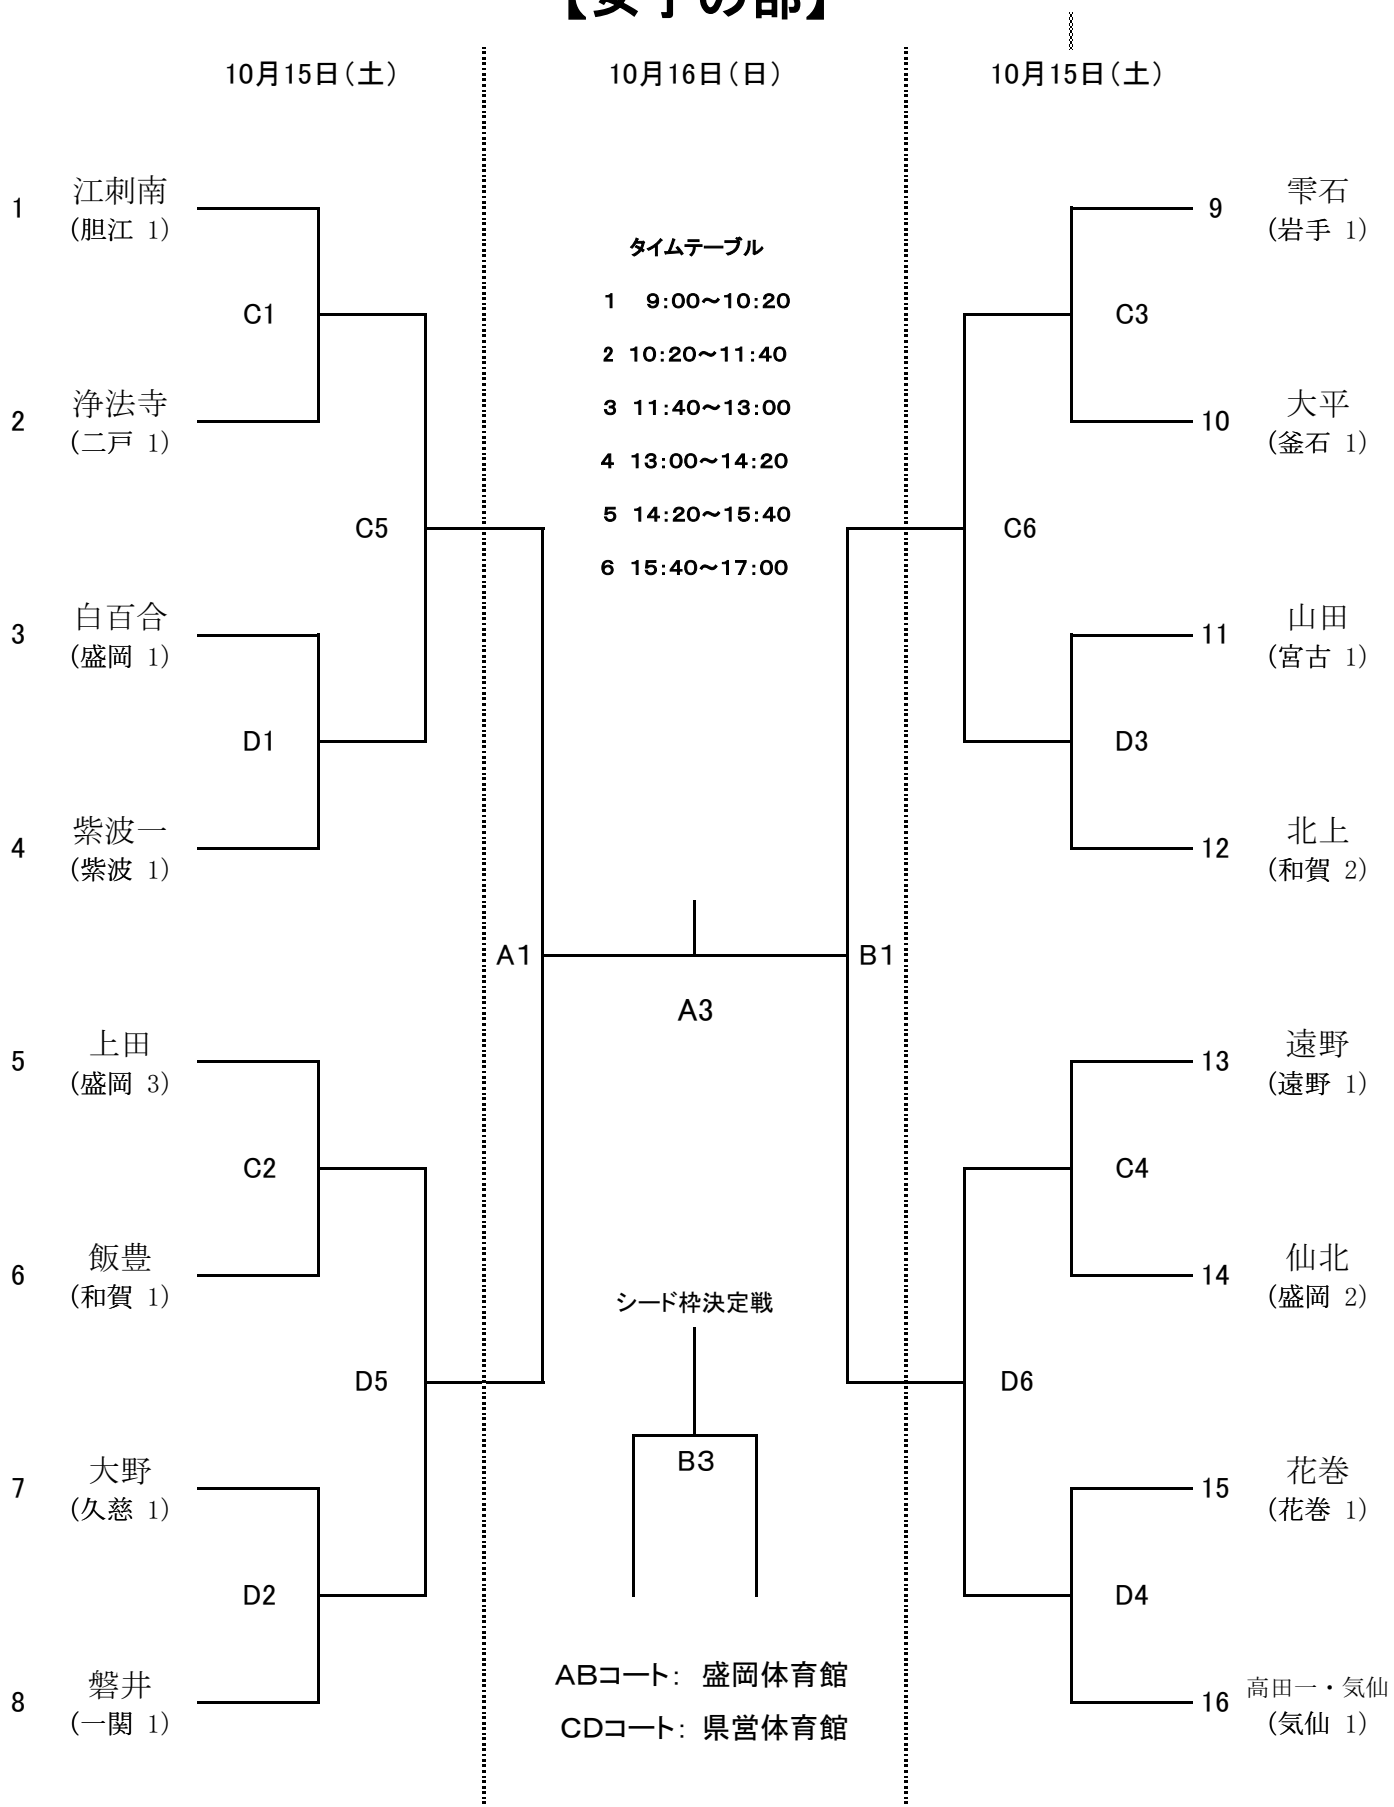 【女子の部】
10月15日(土)
10月16日(日)
10月15日(土)
1 江刺南
(胆江 1)
C1
2 浄法寺
(二戸 1)
C5
3 白百合
(盛岡 1)
D1
4 紫波一
(紫波 1)
A1
5 上田
(盛岡 3)
C2
6 飯豊
(和賀 1)
D5
7 大野
(久慈 1)
D2
8 磐井
(一関 1)
タイムテーブル
1 9:00~10:20
2 10:20~11:40
3 11:40~13:00
4 13:00~14:20
5 14:20~15:40
6 15:40~17:00
A3
シード枠決定戦
B3
ABコート: 盛岡体育館
CDコート: 県営体育館
9 雫石
(岩手 1)
C3
10 大平
(釜石 1)
C6
11 山田
(宮古 1)
D3
12 北上
(和賀 2)
B1
13 遠野
(遠野 1)
C4
14 仙北
(盛岡 2)
D6
15 花巻
(花巻 1)
D4
16 高田一・気仙
(気仙 1)